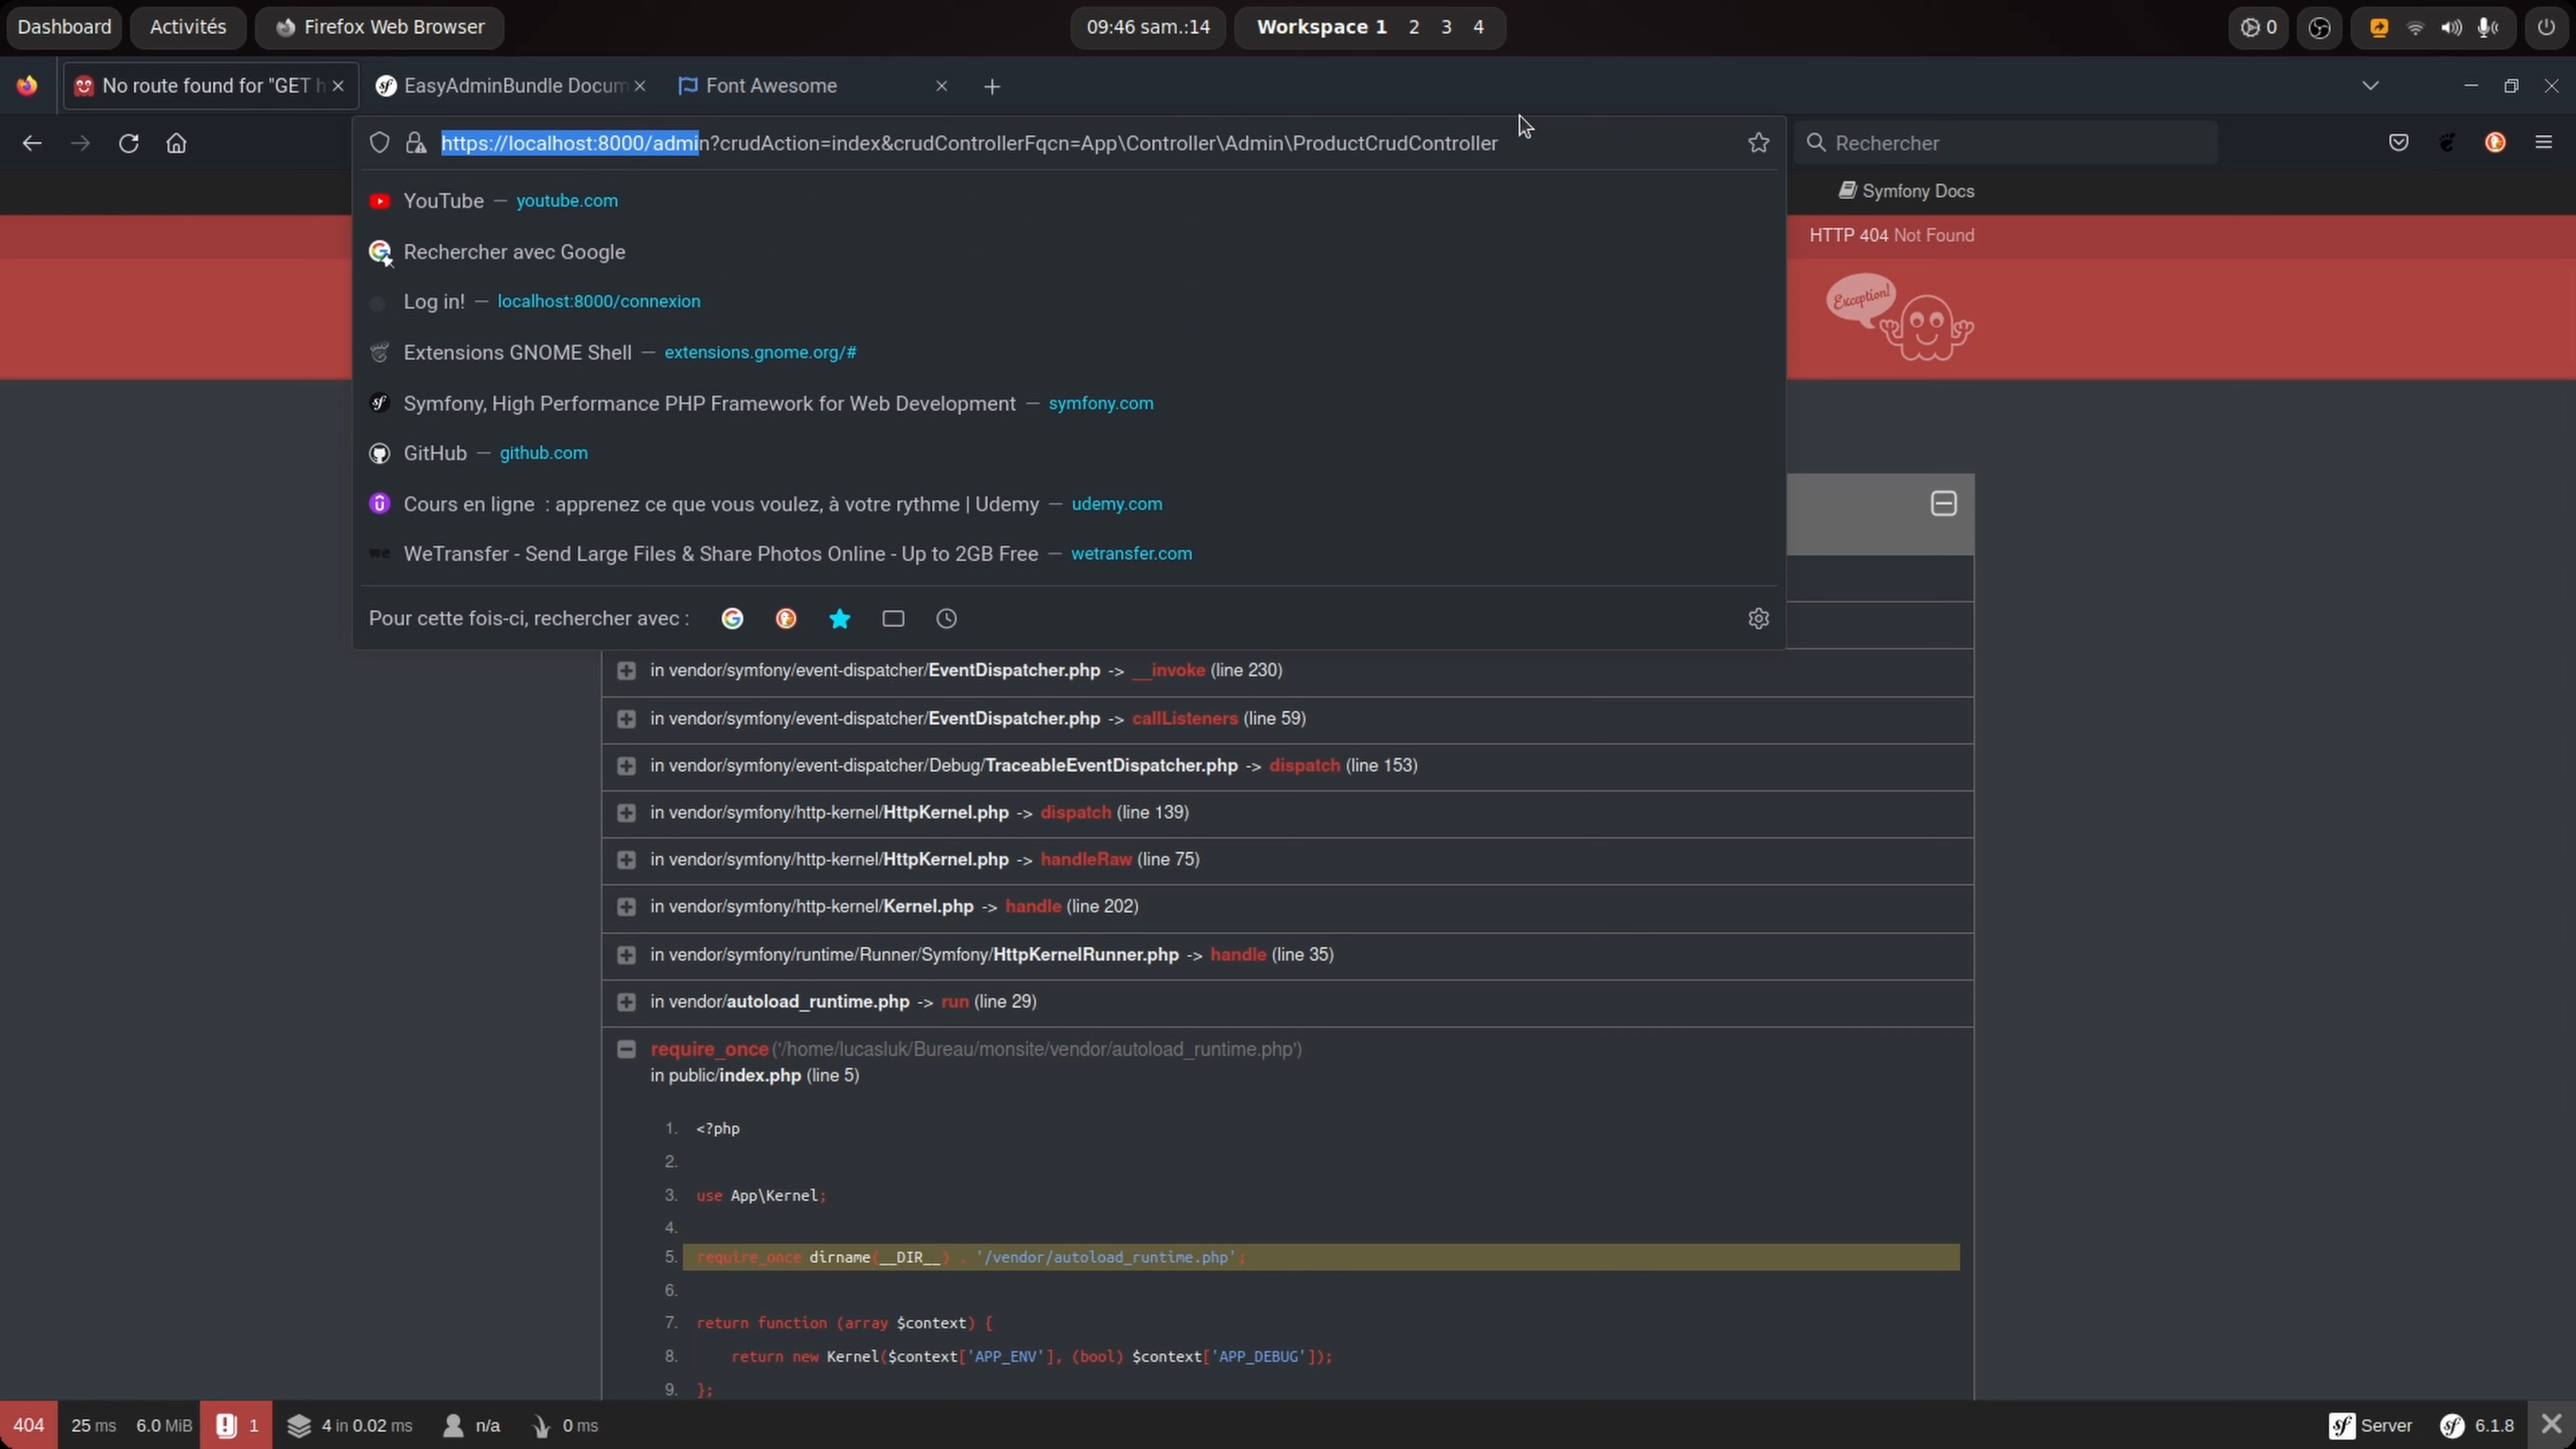 Dashboard Activités Firefox Web Browser 09:46 sam.:14 Workspace 1 2 3 4 0
No route found for "GET h EasyAdminBundle Docum Font Awesome
https://localhost:8000/admin?crudAction=index&crudControllerFqcn=App\Controller\Admin\ProductCrudController Rechercher
Symfony Docs
YouTube — youtube.com
HTTP 404 Not Found
Rechercher avec Google
Exception!
Log in! — localhost:8000/connexion
Extensions GNOME Shell — extensions.gnome.org/#
Symfony, High Performance PHP Framework for Web Development — symfony.com
GitHub — github.com
Cours en ligne : apprenez ce que vous voulez, à votre rythme | Udemy — udemy.com
WeTransfer - Send Large Files & Share Photos Online - Up to 2GB Free — wetransfer.com
Pour cette fois-ci, rechercher avec :
in vendor/symfony/event-dispatcher/EventDispatcher.php -> __invoke (line 230)
in vendor/symfony/event-dispatcher/EventDispatcher.php -> callListeners (line 59)
in vendor/symfony/event-dispatcher/Debug/TraceableEventDispatcher.php -> dispatch (line 153)
in vendor/symfony/http-kernel/HttpKernel.php -> dispatch (line 139)
in vendor/symfony/http-kernel/HttpKernel.php -> handleRaw (line 75)
in vendor/symfony/http-kernel/Kernel.php -> handle (line 202)
in vendor/symfony/runtime/Runner/Symfony/HttpKernelRunner.php -> handle (line 35)
in vendor/autoload_runtime.php -> run (line 29)
require_once('/home/lucasluk/Bureau/monsite/vendor/autoload_runtime.php')
in public/index.php (line 5)
1. <?php
2.
3. use App\Kernel;
4.
5. require_once dirname(__DIR__) . '/vendor/autoload_runtime.php';
6.
7. return function (array $context) {
8. return new Kernel($context['APP_ENV'], (bool) $context['APP_DEBUG']);
9. };
404 25 ms 6.0 MiB 1 4 in 0.02 ms n/a 0 ms Server 6.1.8